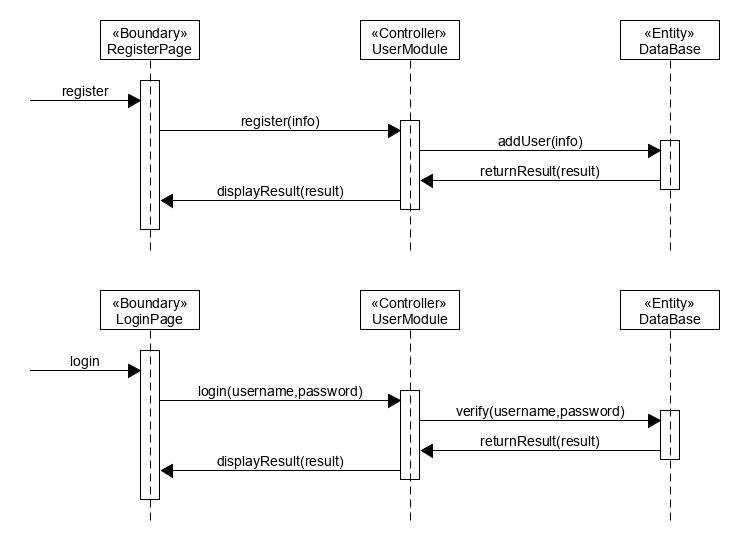 «Boundary»
RegisterPage
«Controller»
UserModule
«Entity»
DataBase
register
register(info)
addUser(info)
returnResult(result)
displayResult(result)
«Boundary»
LoginPage
«Controller»
UserModule
«Entity»
DataBase
login
login(username,password)
verify(username,password)
returnResult(result)
displayResult(result)